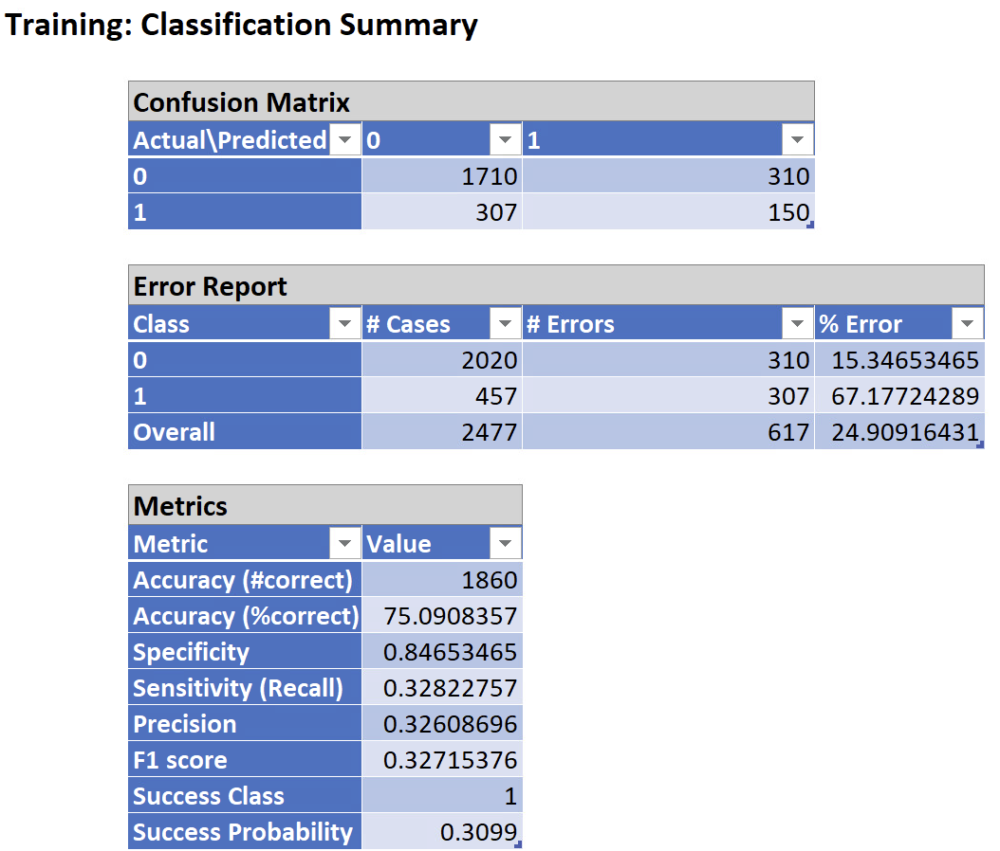 Training: Classification Summary
Confusion Matrix
Actual\Predicted 0 1
0 1710 310
1 307 150
Error Report
Class # Cases # Errors % Error
0 2020 310 15.34653465
1 457 307 67.17724289
Overall 2477 617 24.90916431
Metrics
Metric Value
Accuracy (#correct) 1860
Accuracy (%correct) 75.0908357
Specificity 0.84653465
Sensitivity (Recall) 0.32822757
Precision 0.32608696
F1 score 0.32715376
Success Class 1
Success Probability 0.3099